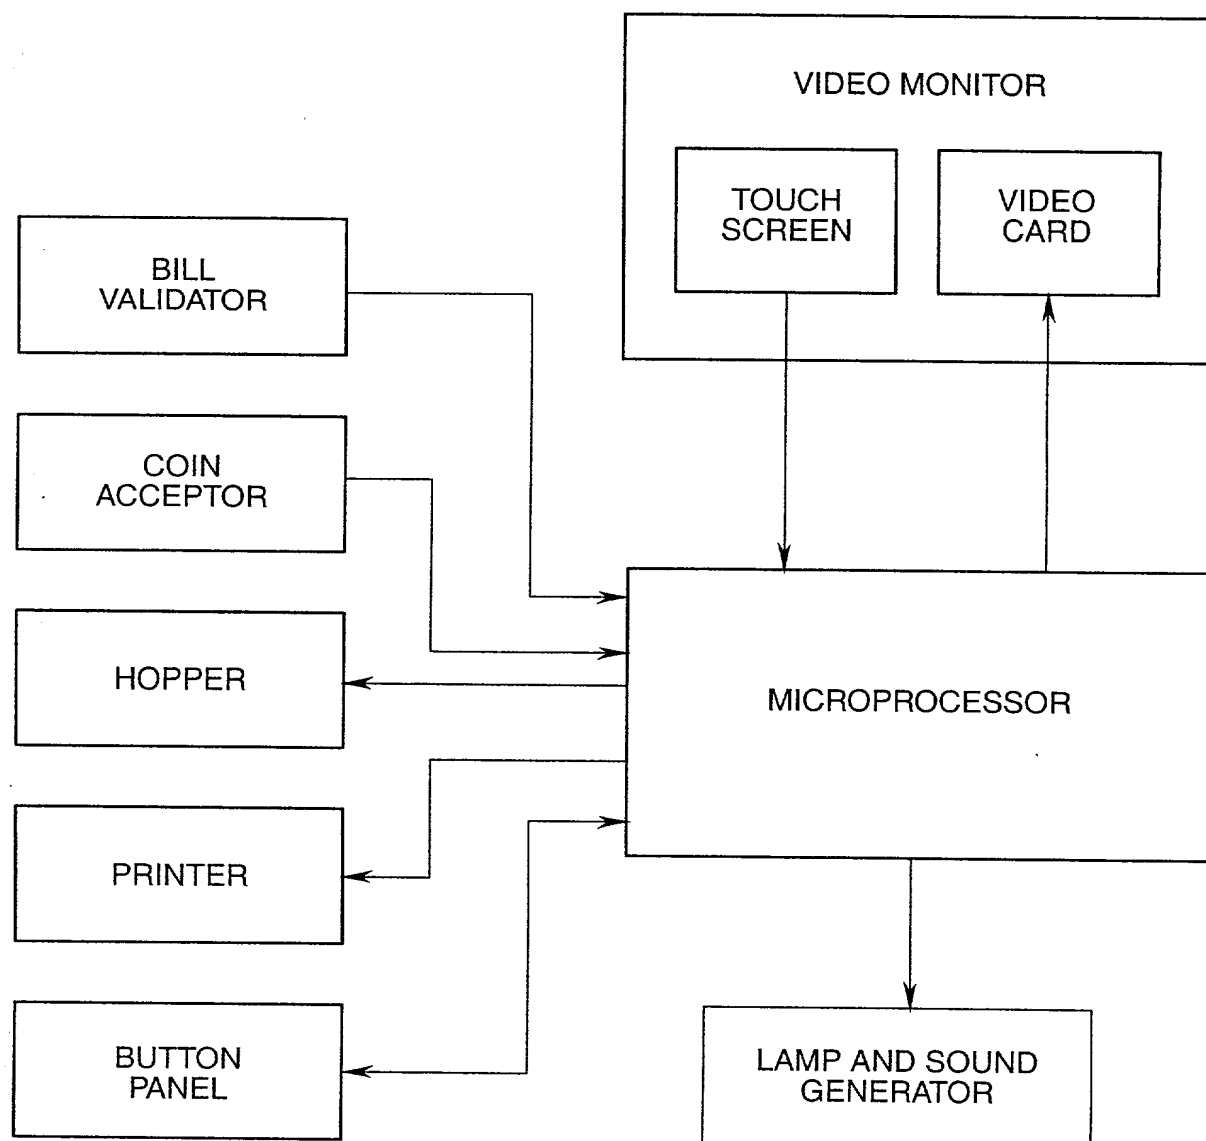 VIDEO MONITOR
TOUCH
SCREEN
VIDEO
CARD
BILL
VALIDATOR
COIN
ACCEPTOR
HOPPER
MICROPROCESSOR
PRINTER
BUTTON
PANEL
LAMP AND SOUND
GENERATOR